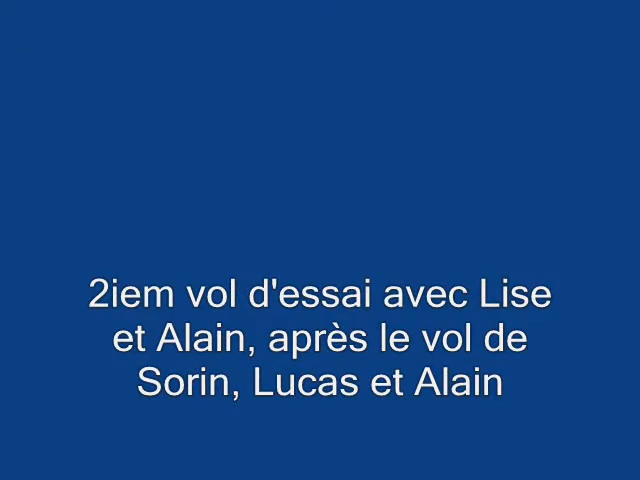 2iem vol d'essai avec Lise
et Alain, après le vol de
Sorin, Lucas et Alain